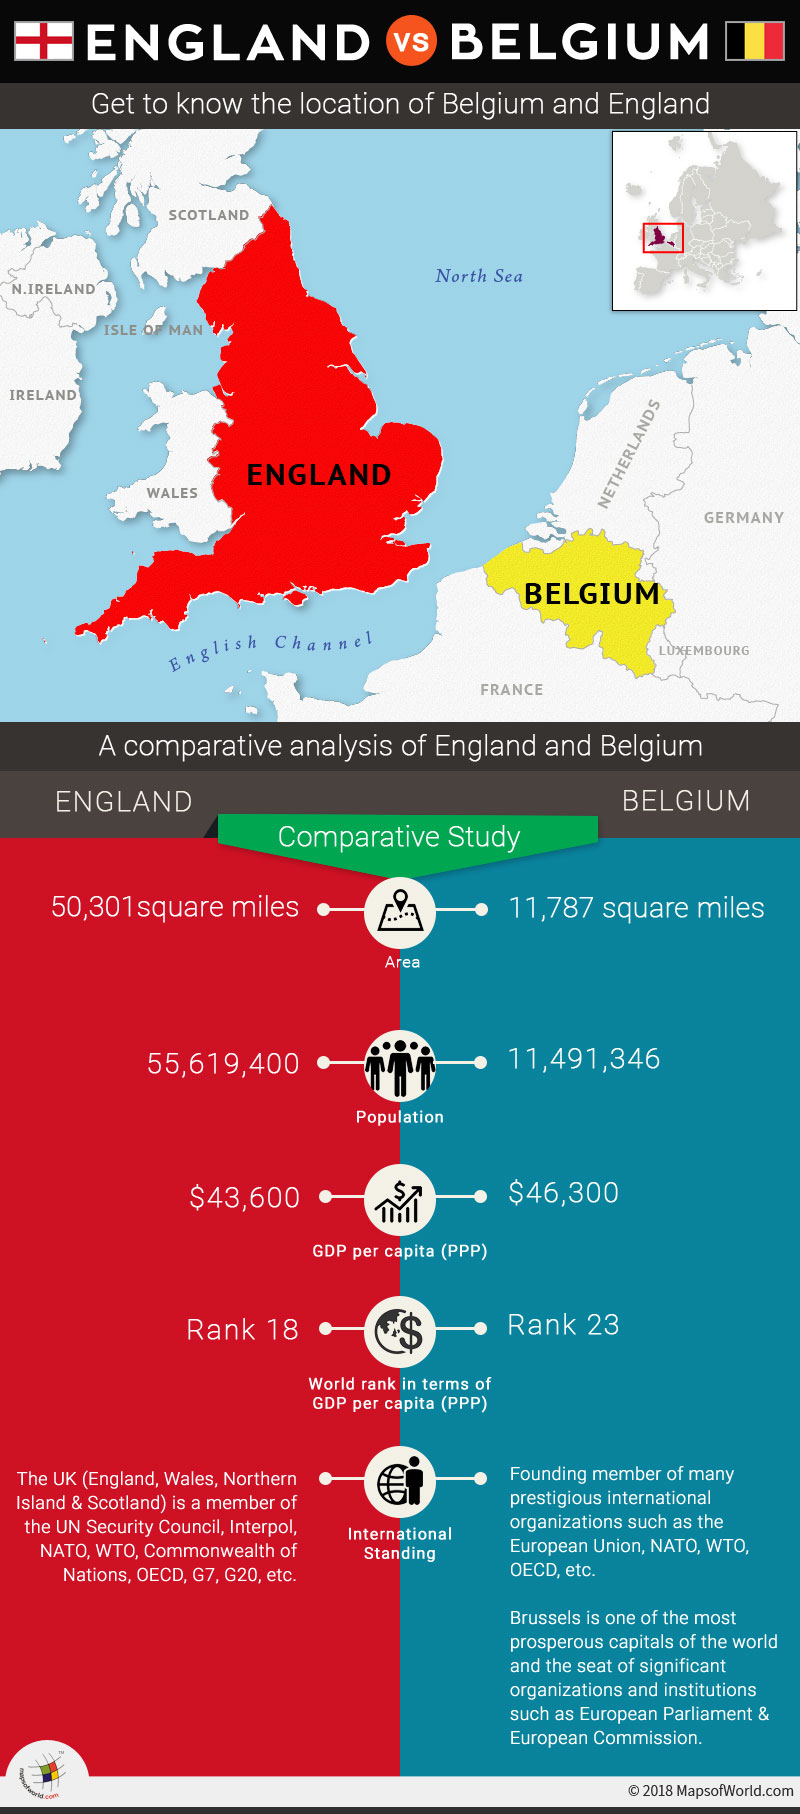 ENGLAND VS BELGIUM
Get to know the location of Belgium and England
SCOTLAND
North Sea
N.IRELAND
ISLE OF MAN
IRELAND
NETHERLANDS
ENGLAND
WALES
GERMANY
BELGIUM
English Channel
LUXEMBOURG
FRANCE
A comparative analysis of England and Belgium
ENGLAND
BELGIUM
Comparative Study
50,301square miles
11,787 square miles
Area
55,619,400
11,491,346
Population
$43,600
$46,300
GDP per capita (PPP)
Rank 18
Rank 23
World rank in terms of
GDP per capita (PPP)
The UK (England, Wales, Northern
Island & Scotland) is a member of
the UN Security Council, Interpol,
NATO, WTO, Commonwealth of
Nations, OECD, G7, G20, etc.
International
Standing
Founding member of many
prestigious international
organizations such as the
European Union, NATO, WTO,
OECD, etc.
Brussels is one of the most
prosperous capitals of the world
and the seat of significant
organizations and institutions
such as European Parliament &
European Commission.
mapsofworld.com
TM
© 2018 MapsofWorld.com